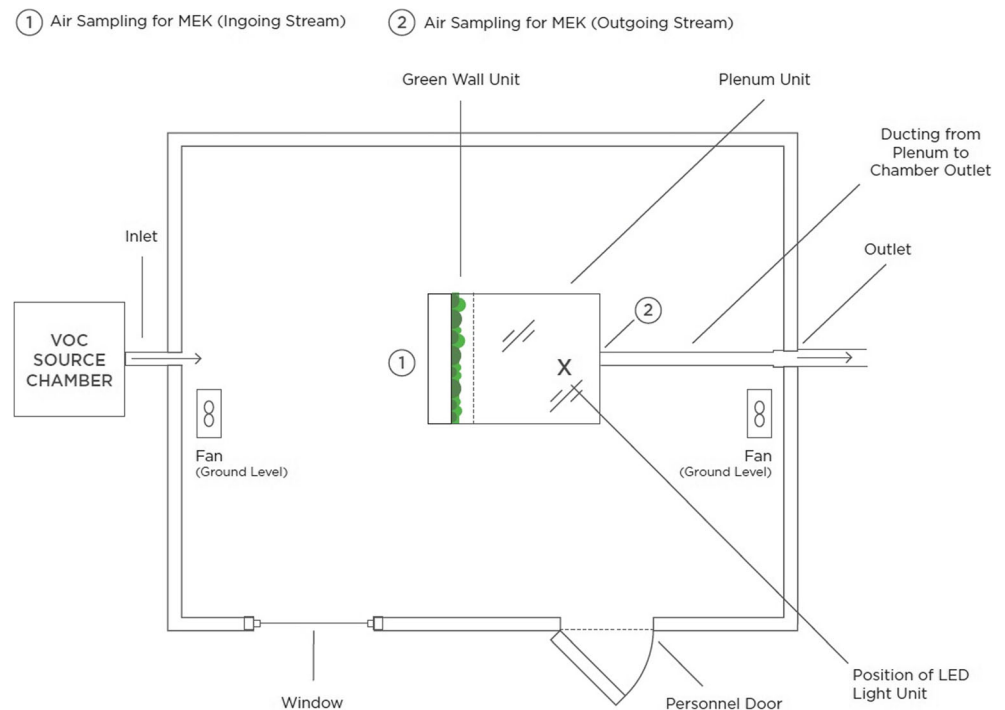 1 Air Sampling for MEK (Ingoing Stream)
2 Air Sampling for MEK (Outgoing Stream)
Green Wall Unit
Plenum Unit
Ducting from
Plenum to
Chamber Outlet
Inlet
Outlet
VOC
SOURCE
CHAMBER
1
2
X
Fan
(Ground Level)
Fan
(Ground Level)
Window
Personnel Door
Position of LED
Light Unit